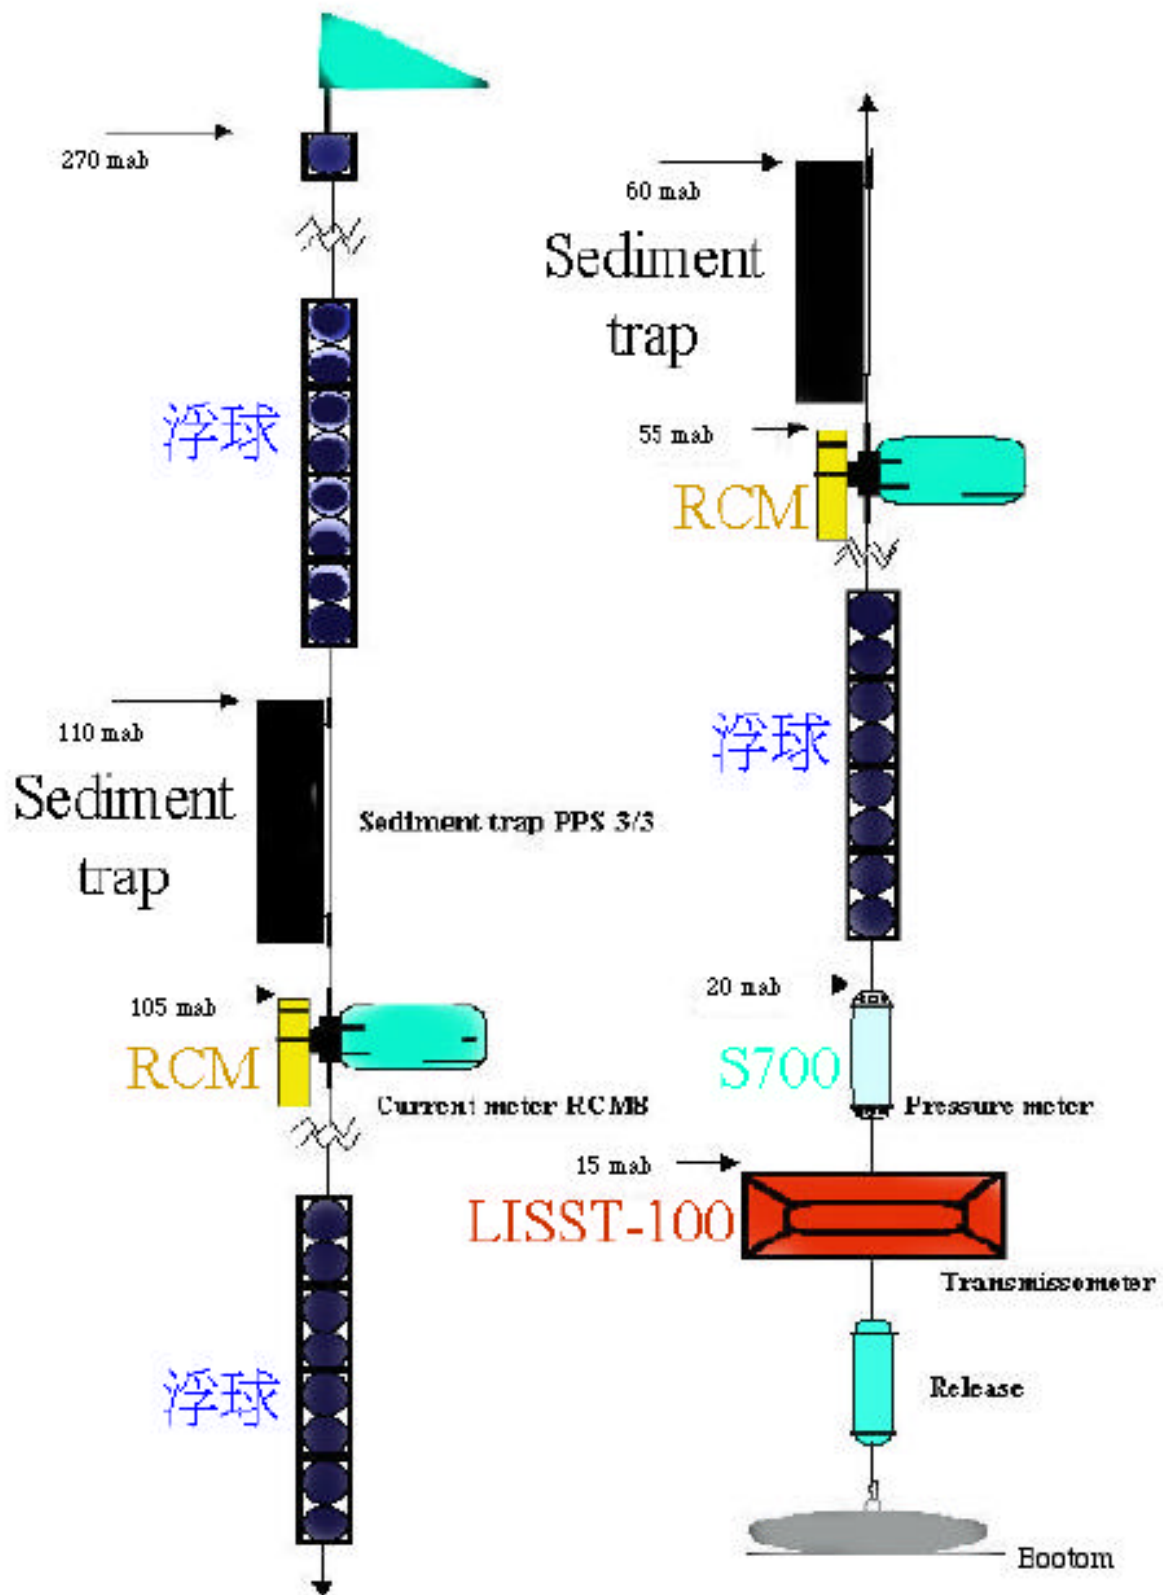 270 mab
浮球
110 mab
Sediment
trap
Sediment trap PPS 3/3
105 mab
RCM
Current meter RCM8
浮球
60 mab
Sediment
trap
55 mab
RCM
浮球
20 mab
S700
Pressure meter
15 mab
LISST-100
Transmissometer
Release
Bootom